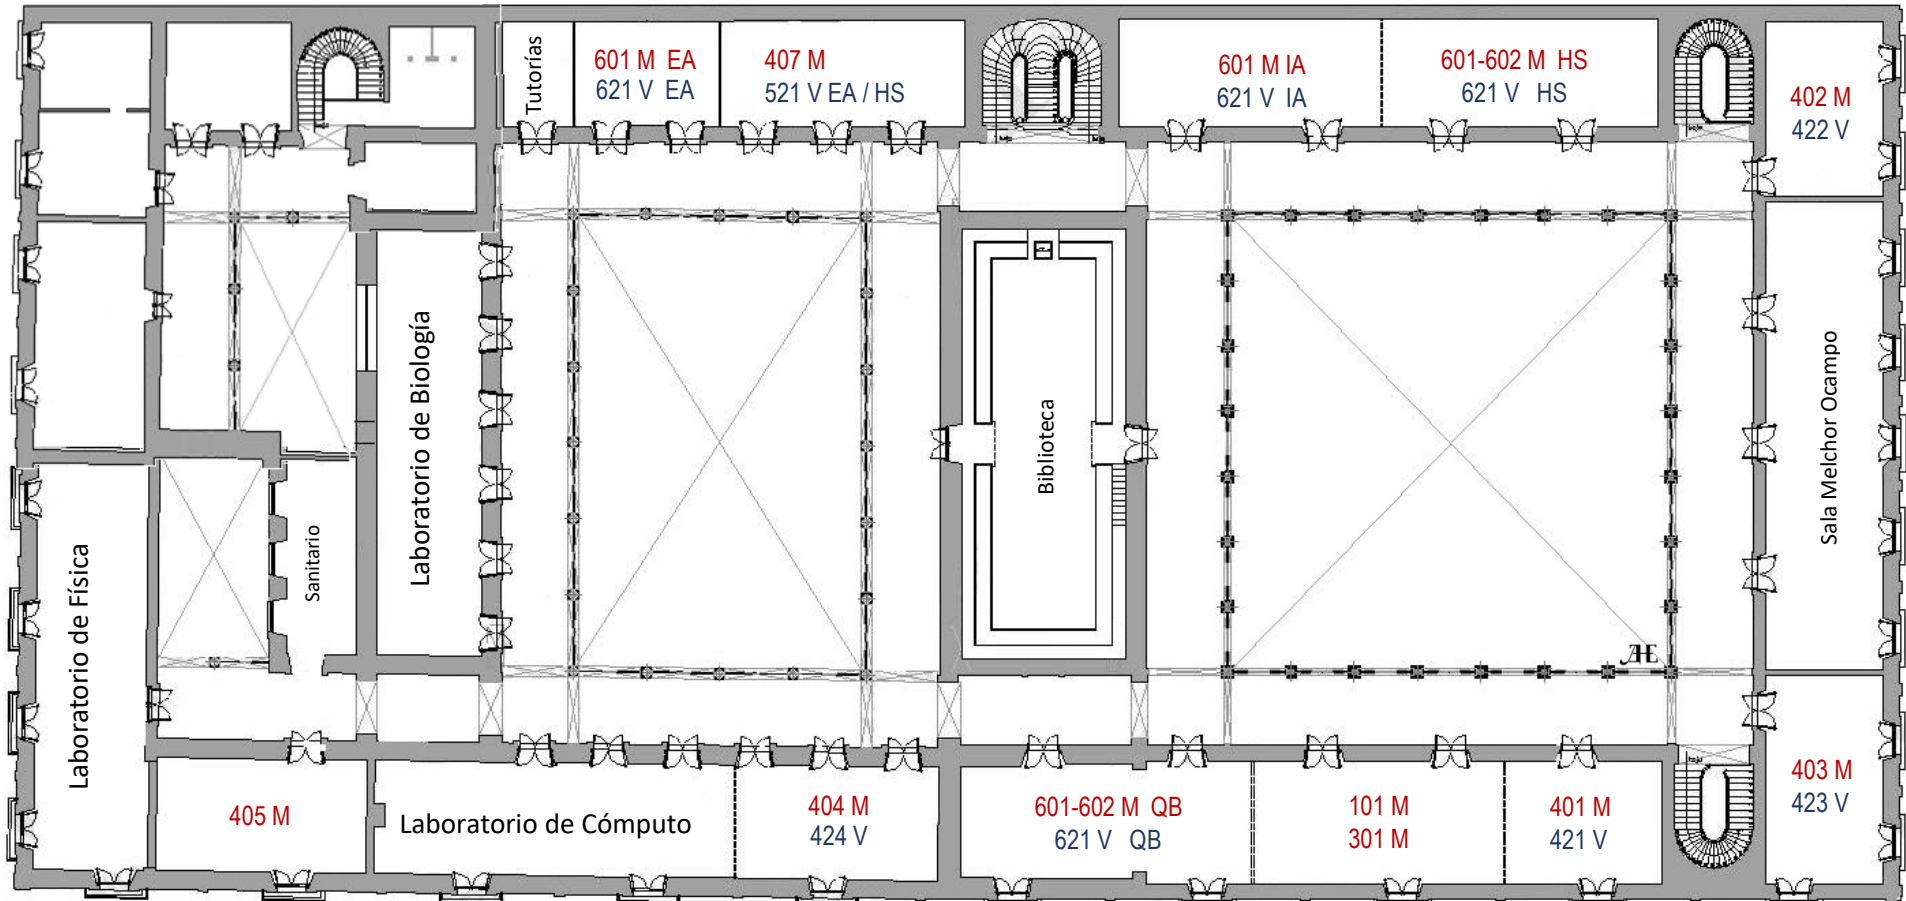 Tutorías
601 M EA
621 V EA
407 M
521 V EA / HS
601 M IA
621 V IA
601-602 M HS
621 V HS
402 M
422 V
Laboratorio de Biología
Biblioteca
Sala Melchor Ocampo
Laboratorio de Física
Sanitario
405 M
Laboratorio de Cómputo
404 M
424 V
601-602 M QB
621 V QB
101 M
301 M
401 M
421 V
403 M
423 V